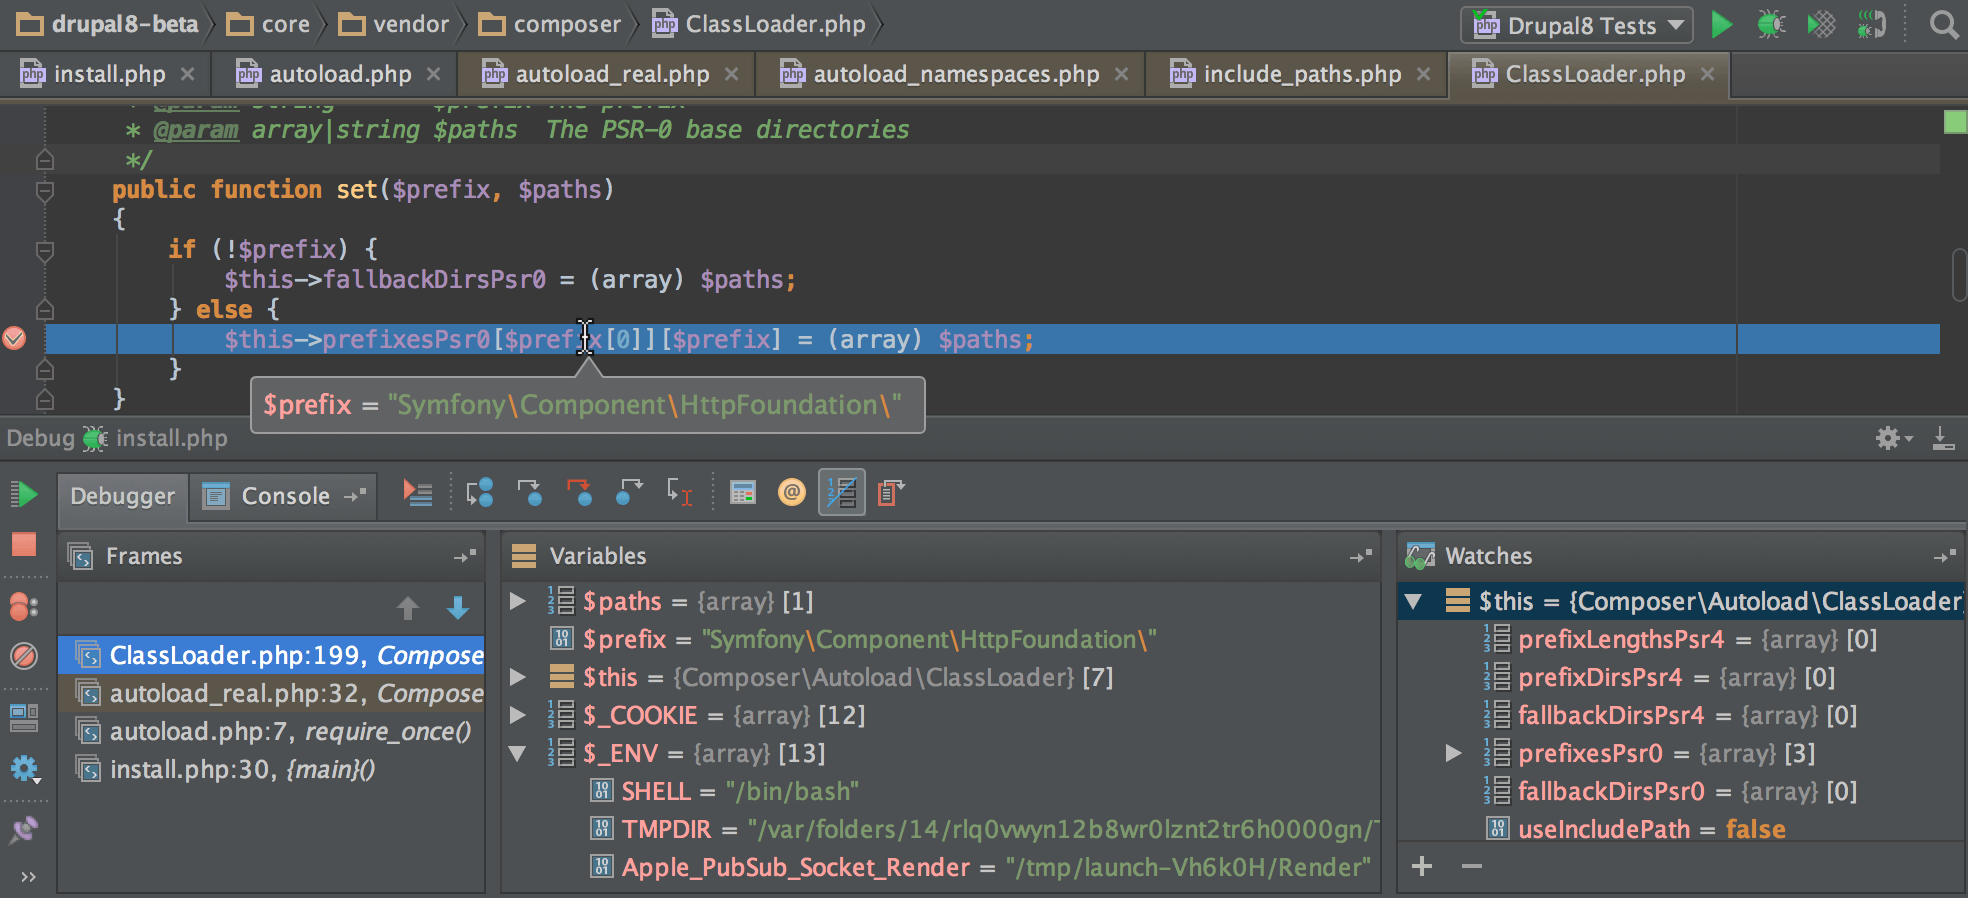 drupal8-beta core vendor composer ClassLoader.php Drupal8 Tests
install.php autoload.php autoload_real.php autoload_namespaces.php include_paths.php ClassLoader.php
* @param string $prefix The prefix
* @param array|string $paths  The PSR-0 base directories
*/
public function set($prefix, $paths)
{
if (!$prefix) {
$this->fallbackDirsPsr0 = (array) $paths;
} else {
$this->prefixesPsr0[$prefix[0]][$prefix] = (array) $paths;
}
}
$prefix = "Symfony\Component\HttpFoundation\"
Debug install.php
Debugger Console
Frames
ClassLoader.php:199, Compose
autoload_real.php:32, Compose
autoload.php:7, require_once()
install.php:30, {main}()
Variables
$paths = {array} [1]
$prefix = "Symfony\Component\HttpFoundation\"
$this = {Composer\Autoload\ClassLoader} [7]
$_COOKIE = {array} [12]
$_ENV = {array} [13]
SHELL = "/bin/bash"
TMPDIR = "/var/folders/14/rlq0vwyn12b8wr0lznt2tr6h0000gn/
Apple_PubSub_Socket_Render = "/tmp/launch-Vh6k0H/Render"
Watches
$this = {Composer\Autoload\ClassLoader}
prefixLengthsPsr4 = {array} [0]
prefixDirsPsr4 = {array} [0]
fallbackDirsPsr4 = {array} [0]
prefixesPsr0 = {array} [3]
fallbackDirsPsr0 = {array} [0]
useIncludePath = false